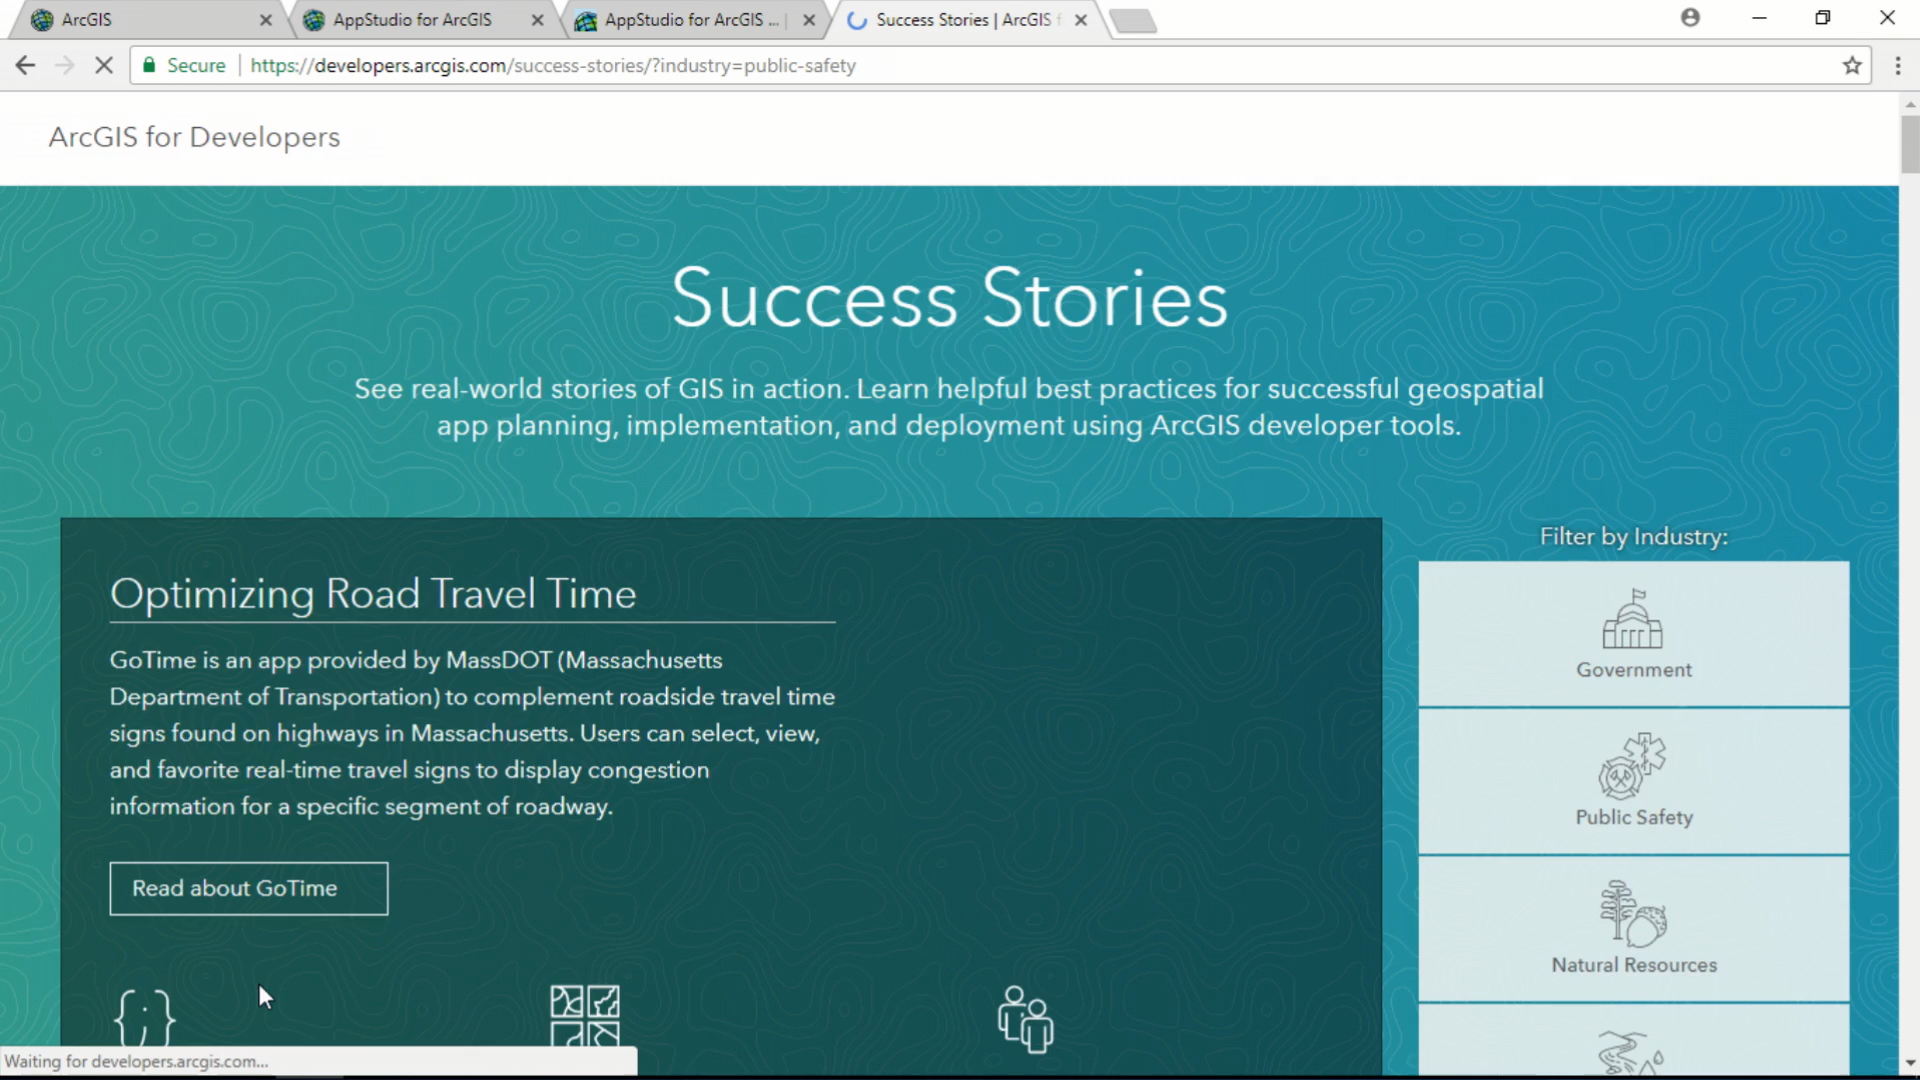 ArcGIS
AppStudio for ArcGIS
AppStudio for ArcGIS ...
Success Stories | ArcGIS f
Secure
https://developers.arcgis.com/success-stories/?industry=public-safety
ArcGIS for Developers
Success Stories
See real-world stories of GIS in action. Learn helpful best practices for successful geospatial
app planning, implementation, and deployment using ArcGIS developer tools.
Optimizing Road Travel Time
GoTime is an app provided by MassDOT (Massachusetts
Department of Transportation) to complement roadside travel time
signs found on highways in Massachusetts. Users can select, view,
and favorite real-time travel signs to display congestion
information for a specific segment of roadway.
Read about GoTime
Filter by Industry:
Government
Public Safety
Natural Resources
Waiting for developers.arcgis.com...